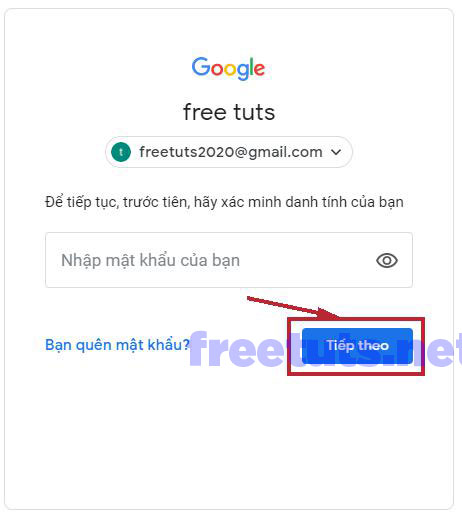 Google
free tuts
t
freetuts2020@gmail.com
Để tiếp tục, trước tiên, hãy xác minh danh tính của bạn
Nhập mật khẩu của bạn
Bạn quên mật khẩu?
Tiếp theo
freetuts.net